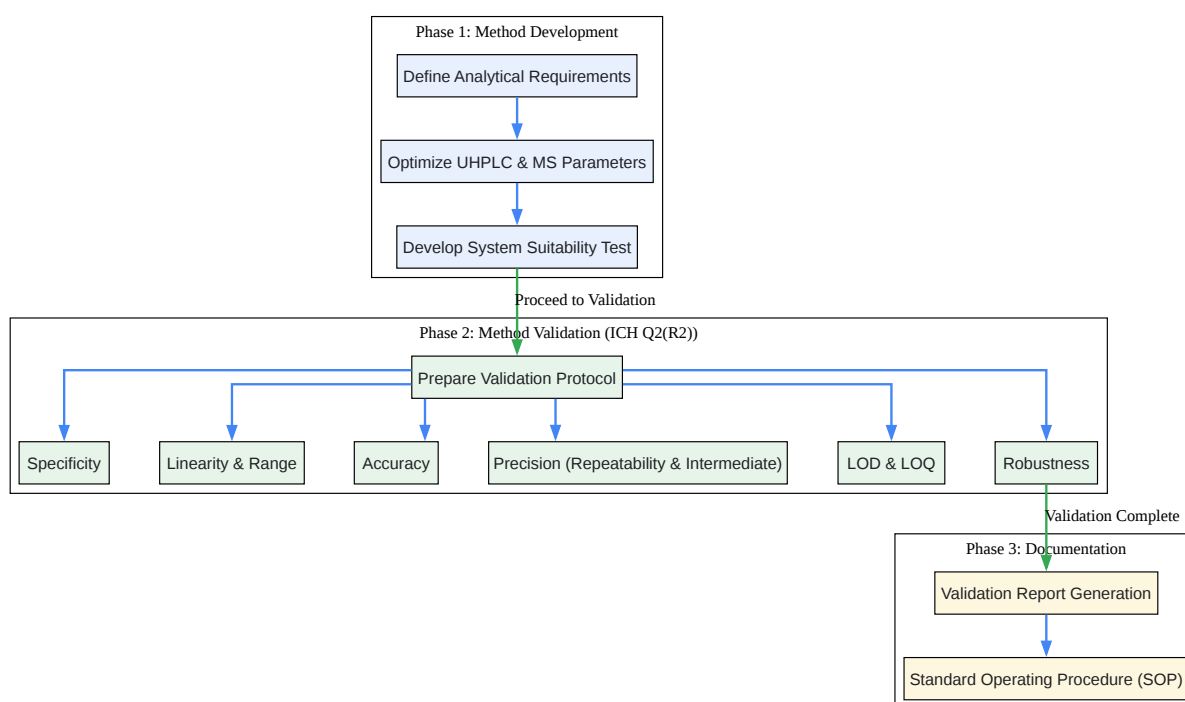 Phase 1: Method Development
Define Analytical Requirements
Optimize UHPLC & MS Parameters
Develop System Suitability Test
Proceed to Validation
Phase 2: Method Validation (ICH Q2(R2))
Prepare Validation Protocol
Specificity
Linearity & Range
Accuracy
Precision (Repeatability & Intermediate)
LOD & LOQ
Robustness
Validation Complete
Phase 3: Documentation
Validation Report Generation
Standard Operating Procedure (SOP)